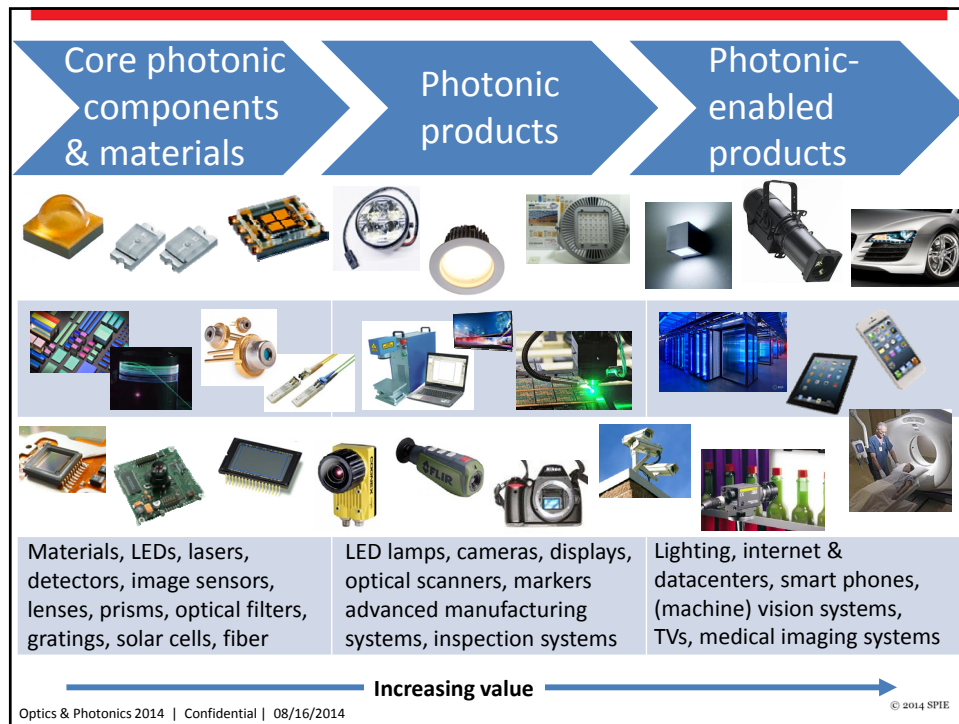 Core photonic
components
& materials
Photonic
products
Photonic-
enabled
products
COGNEX
FLIR
Nikon
Materials, LEDs, lasers,
detectors, image sensors,
lenses, prisms, optical filters,
gratings, solar cells, fiber
LED lamps, cameras, displays,
optical scanners, markers
advanced manufacturing
systems, inspection systems
Lighting, internet &
datacenters, smart phones,
(machine) vision systems,
TVs, medical imaging systems
Increasing value
Optics & Photonics 2014 | Confidential | 08/16/2014
© 2014 SPIE